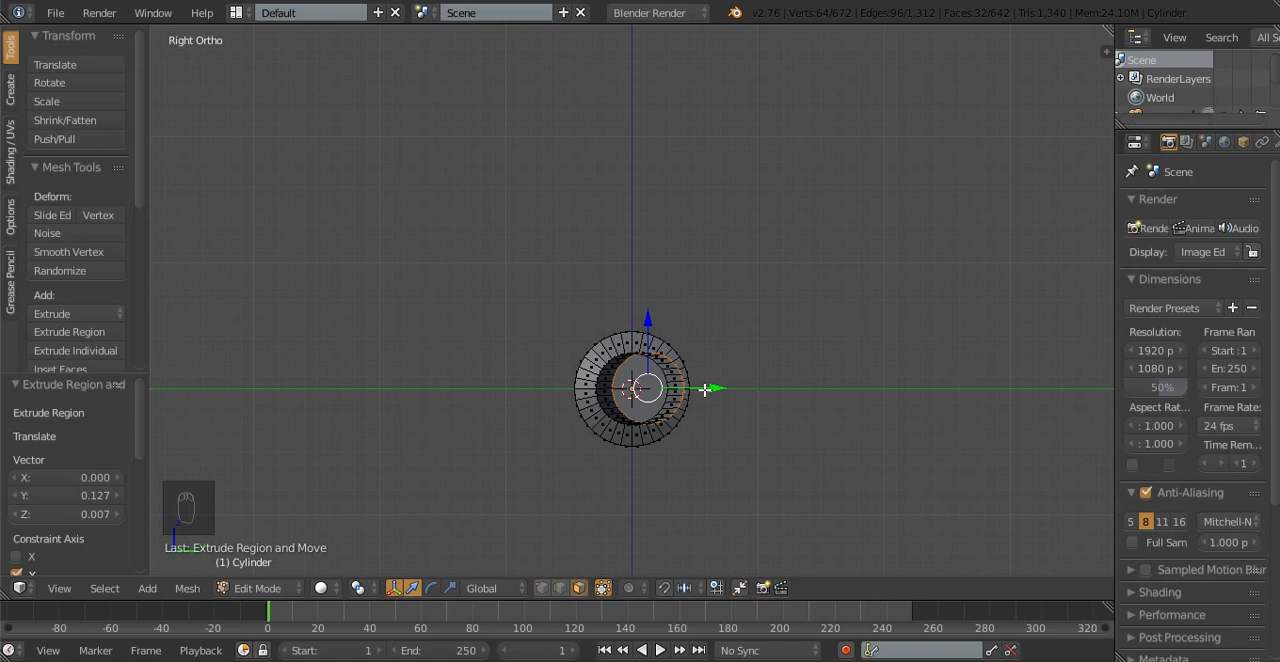 File Render Window Help Default Scene Blender Render v2.76 | Verts:64/672 | Edges:96/1,312 | Faces:32/642 | Tris:1,340 | Mem:24.10M | Cylinder
Tools
Create
Shading / UVs
Options
Grease Pencil
Transform
Translate
Rotate
Scale
Shrink/Fatten
Push/Pull
Mesh Tools
Deform:
Slide Ed Vertex
Noise
Smooth Vertex
Randomize
Add:
Extrude
Extrude Region
Extrude Individual
Inset Faces
Extrude Region and
Extrude Region
Translate
Vector
X: 0.000
Y: 0.127
Z: 0.007
Constraint Axis
X
Y
Right Ortho
Last: Extrude Region and Move
(1) Cylinder
View Search All S
Scene
RenderLayers
World
Scene
Render
Rende Anima Audio
Display: Image Ed
Dimensions
Render Presets
Resolution: Frame Ran
1920 p Start :1
1080 p End: 250
50% Fram: 1
Aspect Rat... Frame Rate:
: 1.000 24 fps
: 1.000 Time Rem...
1
Anti-Aliasing
5 8 11 16 Mitchell-N
Full Sam 1.000 p
Sampled Motion Blur
Shading
Performance
Post Processing
Metadata
View Select Add Mesh Edit Mode Global
-80 -60 -40 -20 0 20 40 60 80 100 120 140 160 180 200 220 240 260 280 300 320
View Marker Frame Playback Start: 1 End: 250 1 No Sync